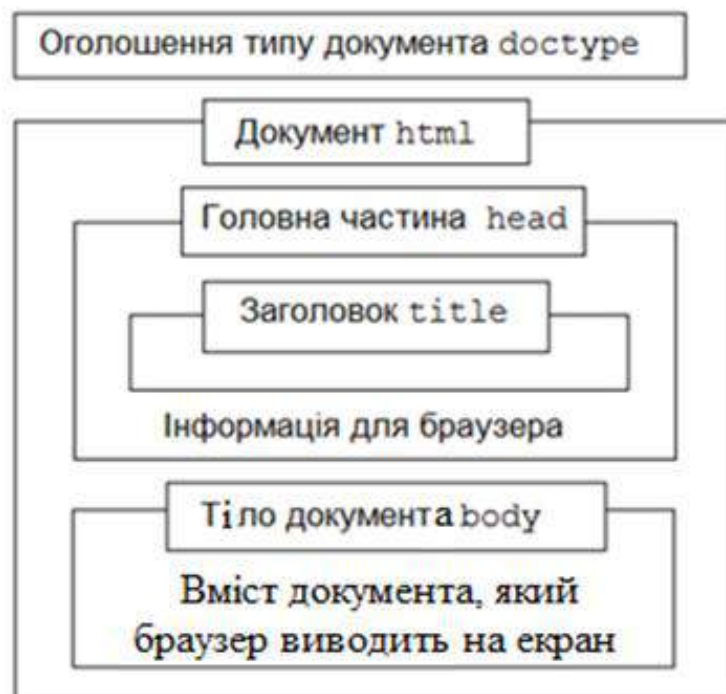 Оголошення типу документа doctype
Документ html
Головна частина head
Заголовок title
Інформація для браузера
Тіло документа body
Вміст документа, який
браузер виводить на екран